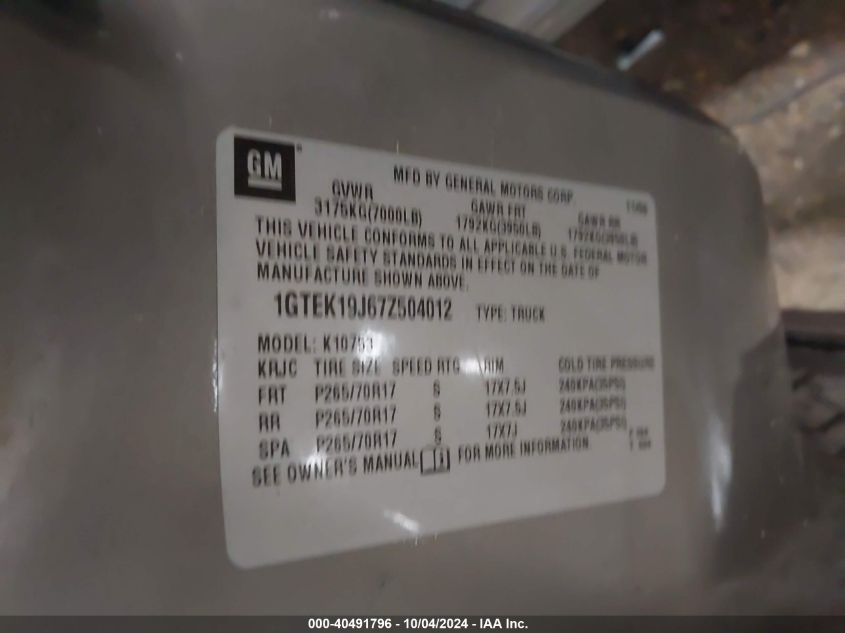 GM
MFD BY GENERAL MOTORS CORP
GVWR GAWR FRT GAWR RR
3175KG(7000LB) 1792KG(3950LB) 1792KG(3950LB)
THIS VEHICLE CONFORMS TO ALL APPLICABLE U.S. FEDERAL MOTOR
VEHICLE SAFETY STANDARDS IN EFFECT ON THE DATE OF
MANUFACTURE SHOWN ABOVE.
1GTEK19J67Z504012 TYPE: TRUCK
MODEL: K10753
KRJC TIRE SIZE SPEED RTG RIM COLD TIRE PRESSURE
FRT P265/70R17 S 17X7.5J 240KPA(35PSI)
RR P265/70R17 S 17X7.5J 240KPA(35PSI)
SPA P265/70R17 S 17X7J 240KPA(35PSI)
SEE OWNER'S MANUAL FOR MORE INFORMATION.
000-40491796 - 10/04/2024 - IAA Inc.